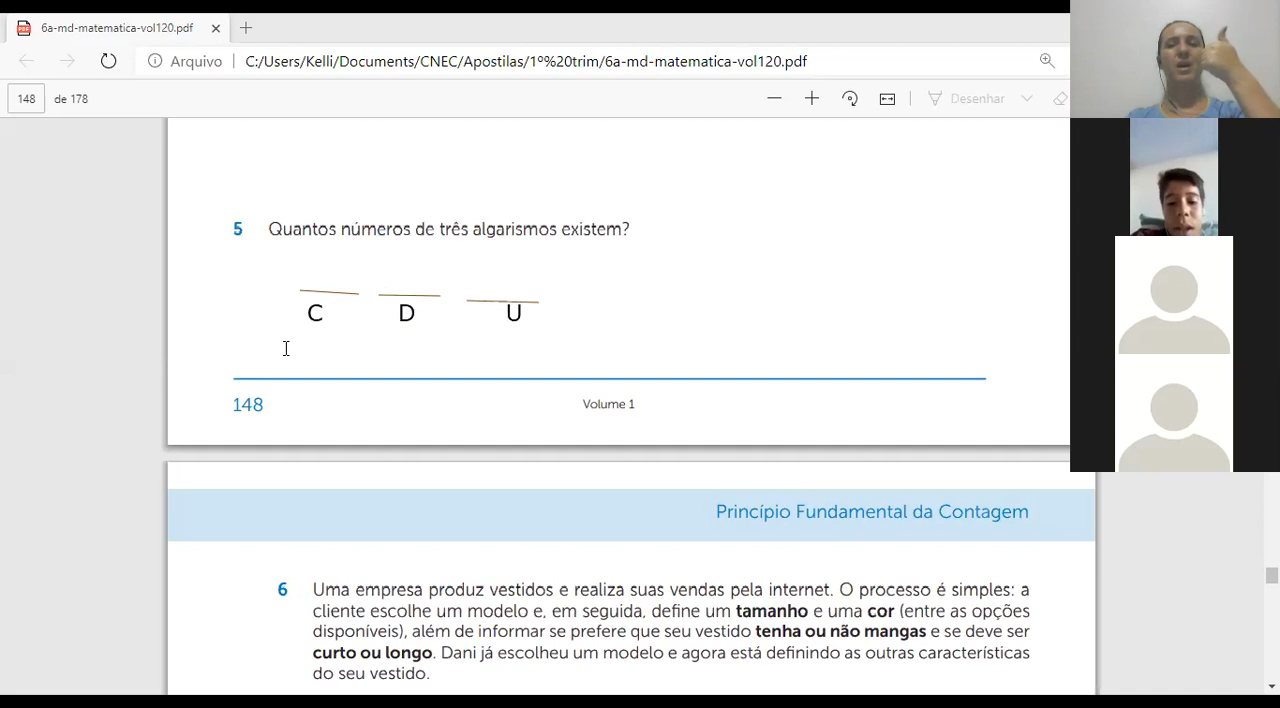 6a-md-matematica-vol120.pdf
Arquivo
C:/Users/Kelli/Documents/CNEC/Apostilas/1º%20trim/6a-md-matematica-vol120.pdf
148 de 178
Desenhar
5 Quantos números de três algarismos existem?
C D U
148 Volume 1
Princípio Fundamental da Contagem
6 Uma empresa produz vestidos e realiza suas vendas pela internet. O processo é simples: a
cliente escolhe um modelo e, em seguida, define um tamanho e uma cor (entre as opções
disponíveis), além de informar se prefere que seu vestido tenha ou não mangas e se deve ser
curto ou longo. Dani já escolheu um modelo e agora está definindo as outras características
do seu vestido.